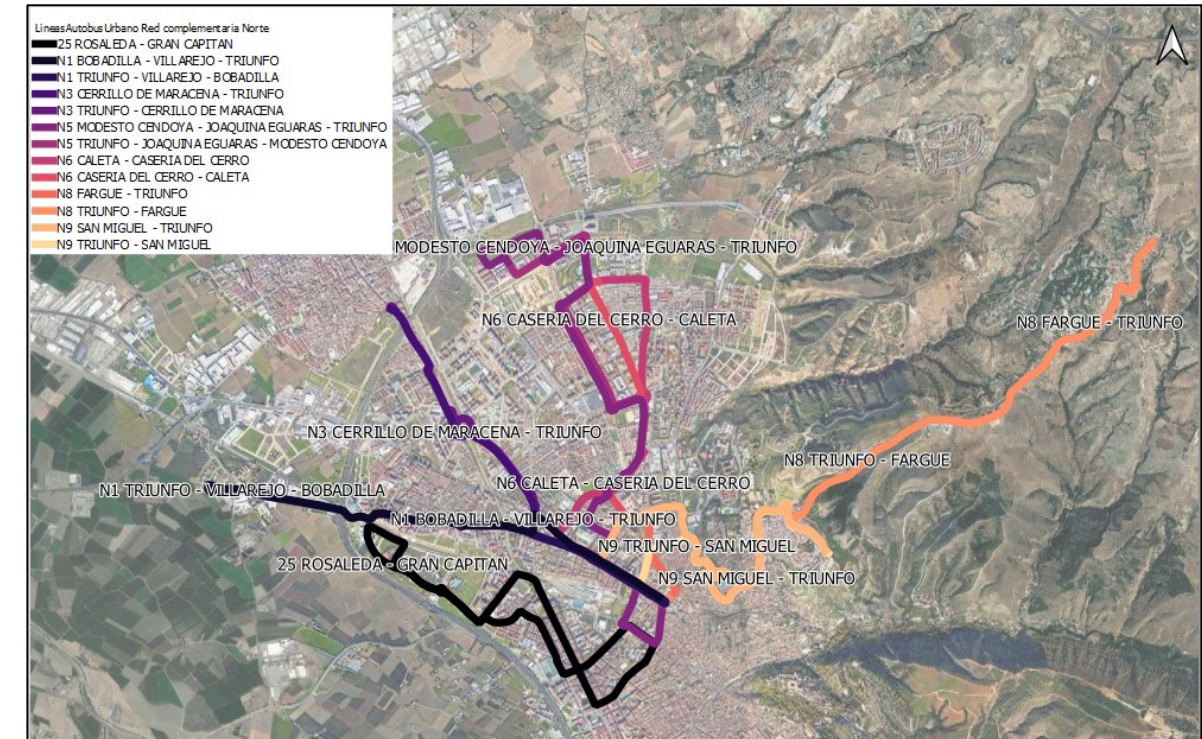 LineasAutobusUrbano Red complementaria Norte
25 ROSALEDA - GRAN CAPITAN
N1 BOBADILLA - VILLAREJO - TRIUNFO
N1 TRIUNFO - VILLAREJO - BOBADILLA
N3 CERRILLO DE MARACENA - TRIUNFO
N3 TRIUNFO - CERRILLO DE MARACENA
N5 MODESTO CENDOYA - JOAQUINA EGUARAS - TRIUNFO
N5 TRIUNFO - JOAQUINA EGUARAS - MODESTO CENDOYA
N6 CALETA - CASERIA DEL CERRO
N6 CASERIA DEL CERRO - CALETA
N8 FARGUE - TRIUNFO
N8 TRIUNFO - FARGUE
N9 SAN MIGUEL - TRIUNFO
N9 TRIUNFO - SAN MIGUEL
MODESTO CENDOYA - JOAQUINA EGUARAS - TRIUNFO
N6 CASERIA DEL CERRO - CALETA
N8 FARGUE - TRIUNFO
N3 CERRILLO DE MARACENA - TRIUNFO
N8 TRIUNFO - FARGUE
N1 TRIUNFO - VILLAREJO - BOBADILLA
N6 CALETA - CASERIA DEL CERRO
N1 BOBADILLA - VILLAREJO - TRIUNFO
N9 TRIUNFO - SAN MIGUEL
25 ROSALEDA - GRAN CAPITAN
N9 SAN MIGUEL - TRIUNFO